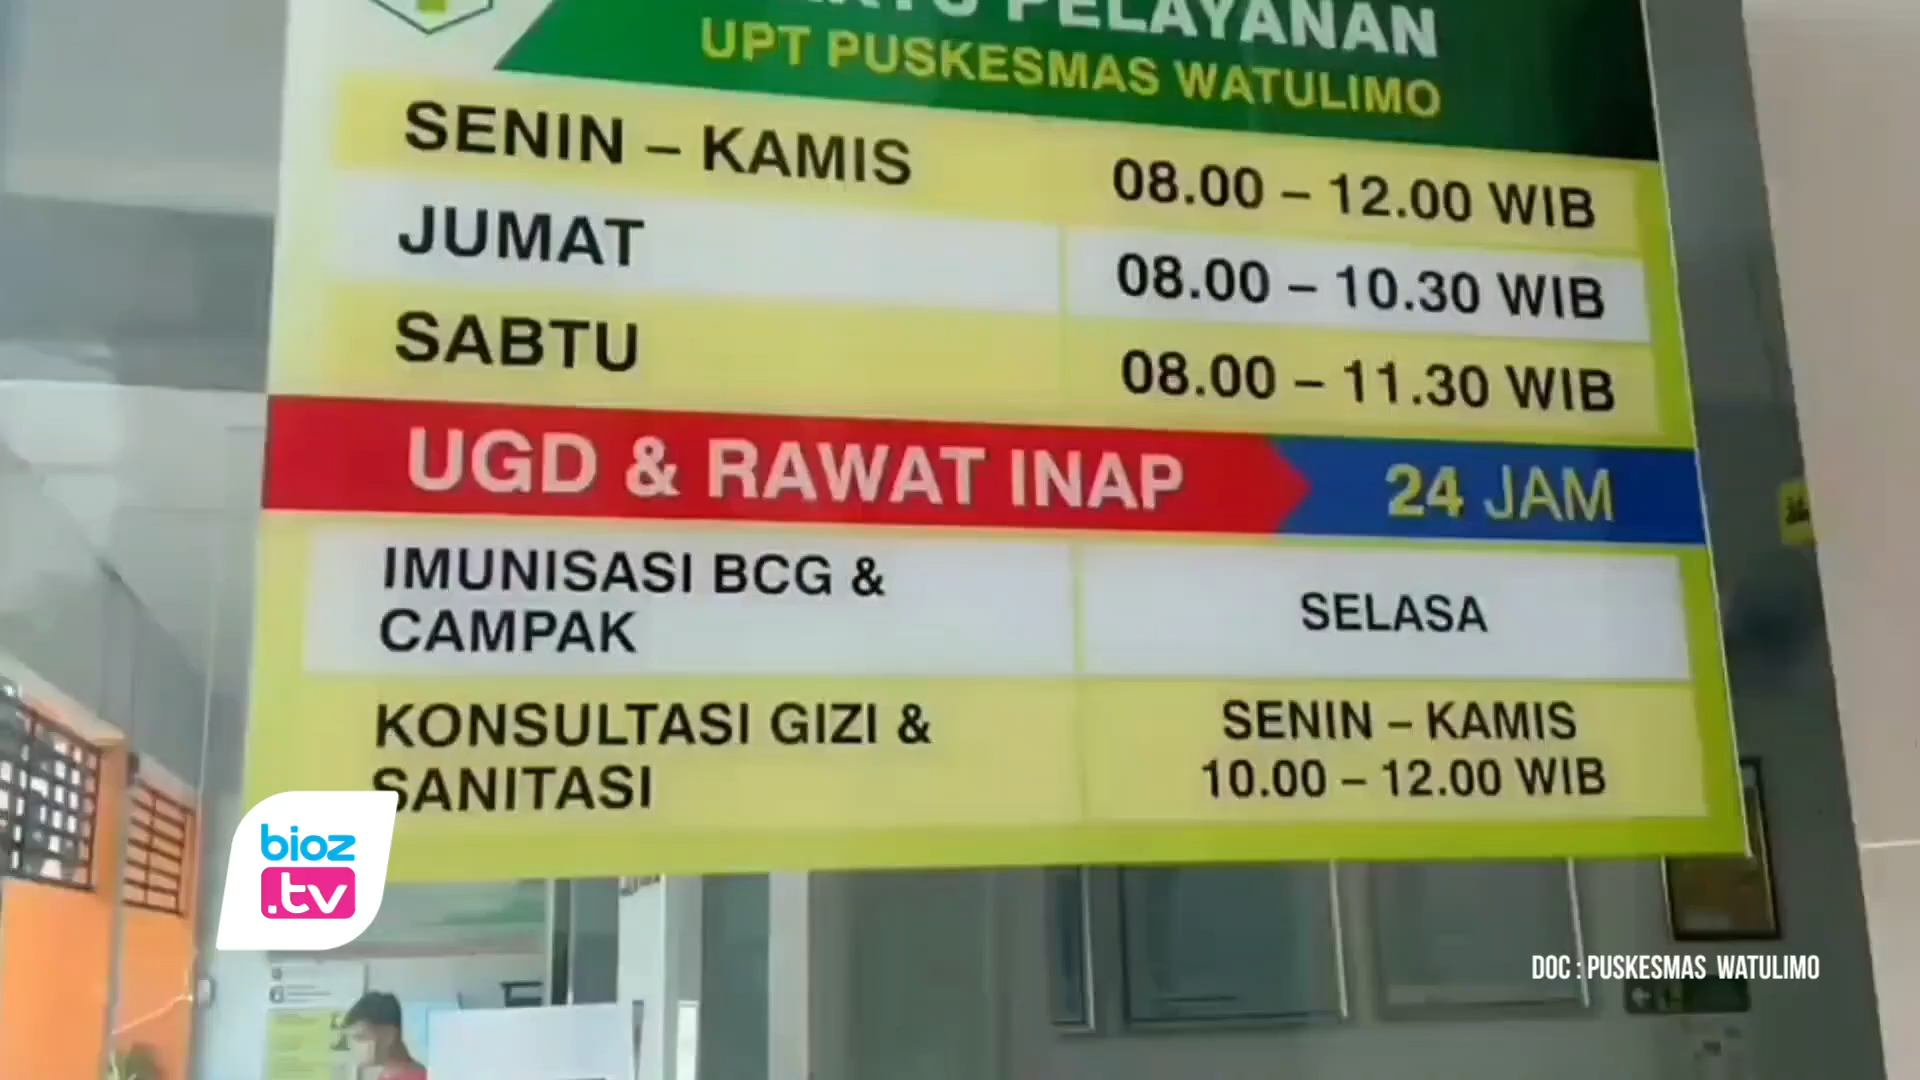 PELAYANAN
UPT PUSKESMAS WATULIMO
SENIN – KAMIS 08.00 – 12.00 WIB
JUMAT 08.00 – 10.30 WIB
SABTU 08.00 – 11.30 WIB
UGD & RAWAT INAP 24 JAM
IMUNISASI BCG &
CAMPAK
SELASA
KONSULTASI GIZI &
SANITASI
SENIN – KAMIS
10.00 – 12.00 WIB
bioz
.tv
DOC : PUSKESMAS WATULIMO